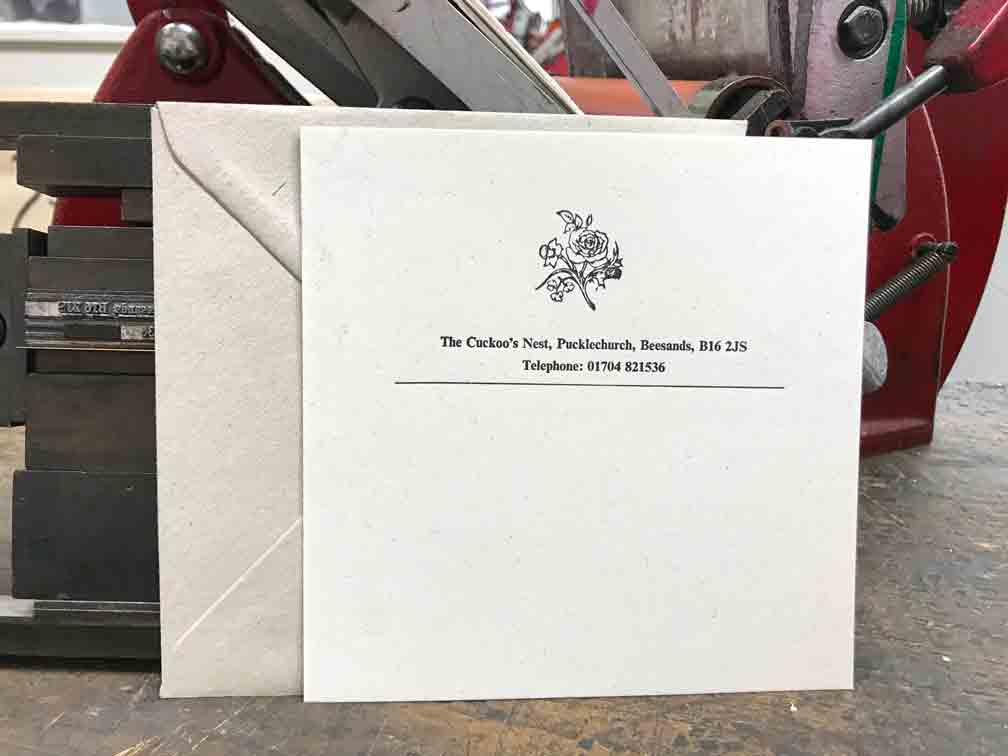 The Cuckoo's Nest, Pucklechurch, Beesands, B16 2JS
Telephone: 01704 821536